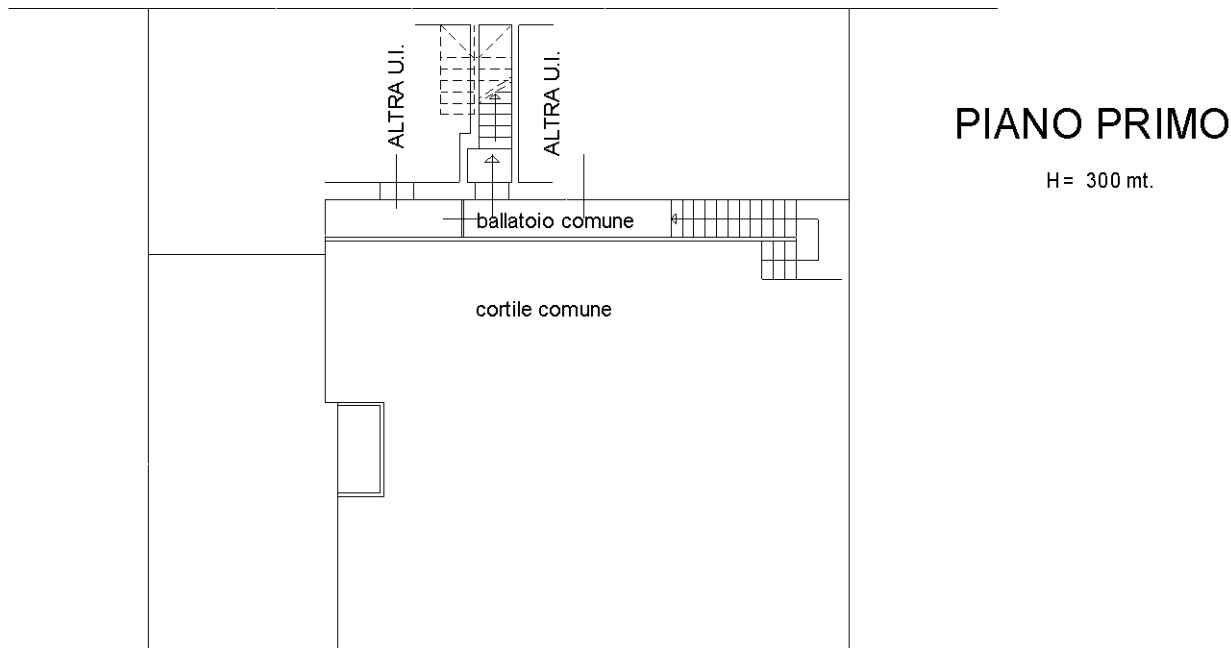 ALTRA U.I.
ALTRA U.I.
PIANO PRIMO
H= 300 mt.
ballatoio comune
cortile comune